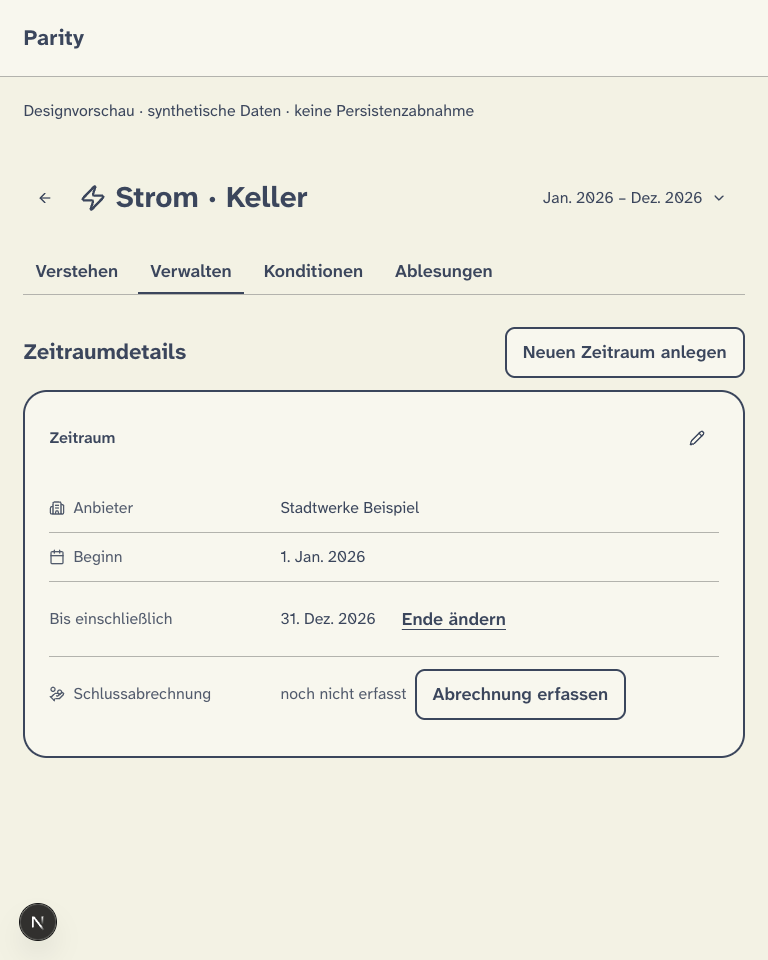 Parity
Designvorschau · synthetische Daten · keine Persistenzabnahme
Strom · Keller
Jan. 2026 – Dez. 2026
Verstehen Verwalten Konditionen Ablesungen
Zeitraumdetails
Neuen Zeitraum anlegen
Zeitraum
Anbieter Stadtwerke Beispiel
Beginn 1. Jan. 2026
Bis einschließlich 31. Dez. 2026 Ende ändern
Schlussabrechnung noch nicht erfasst Abrechnung erfassen
N